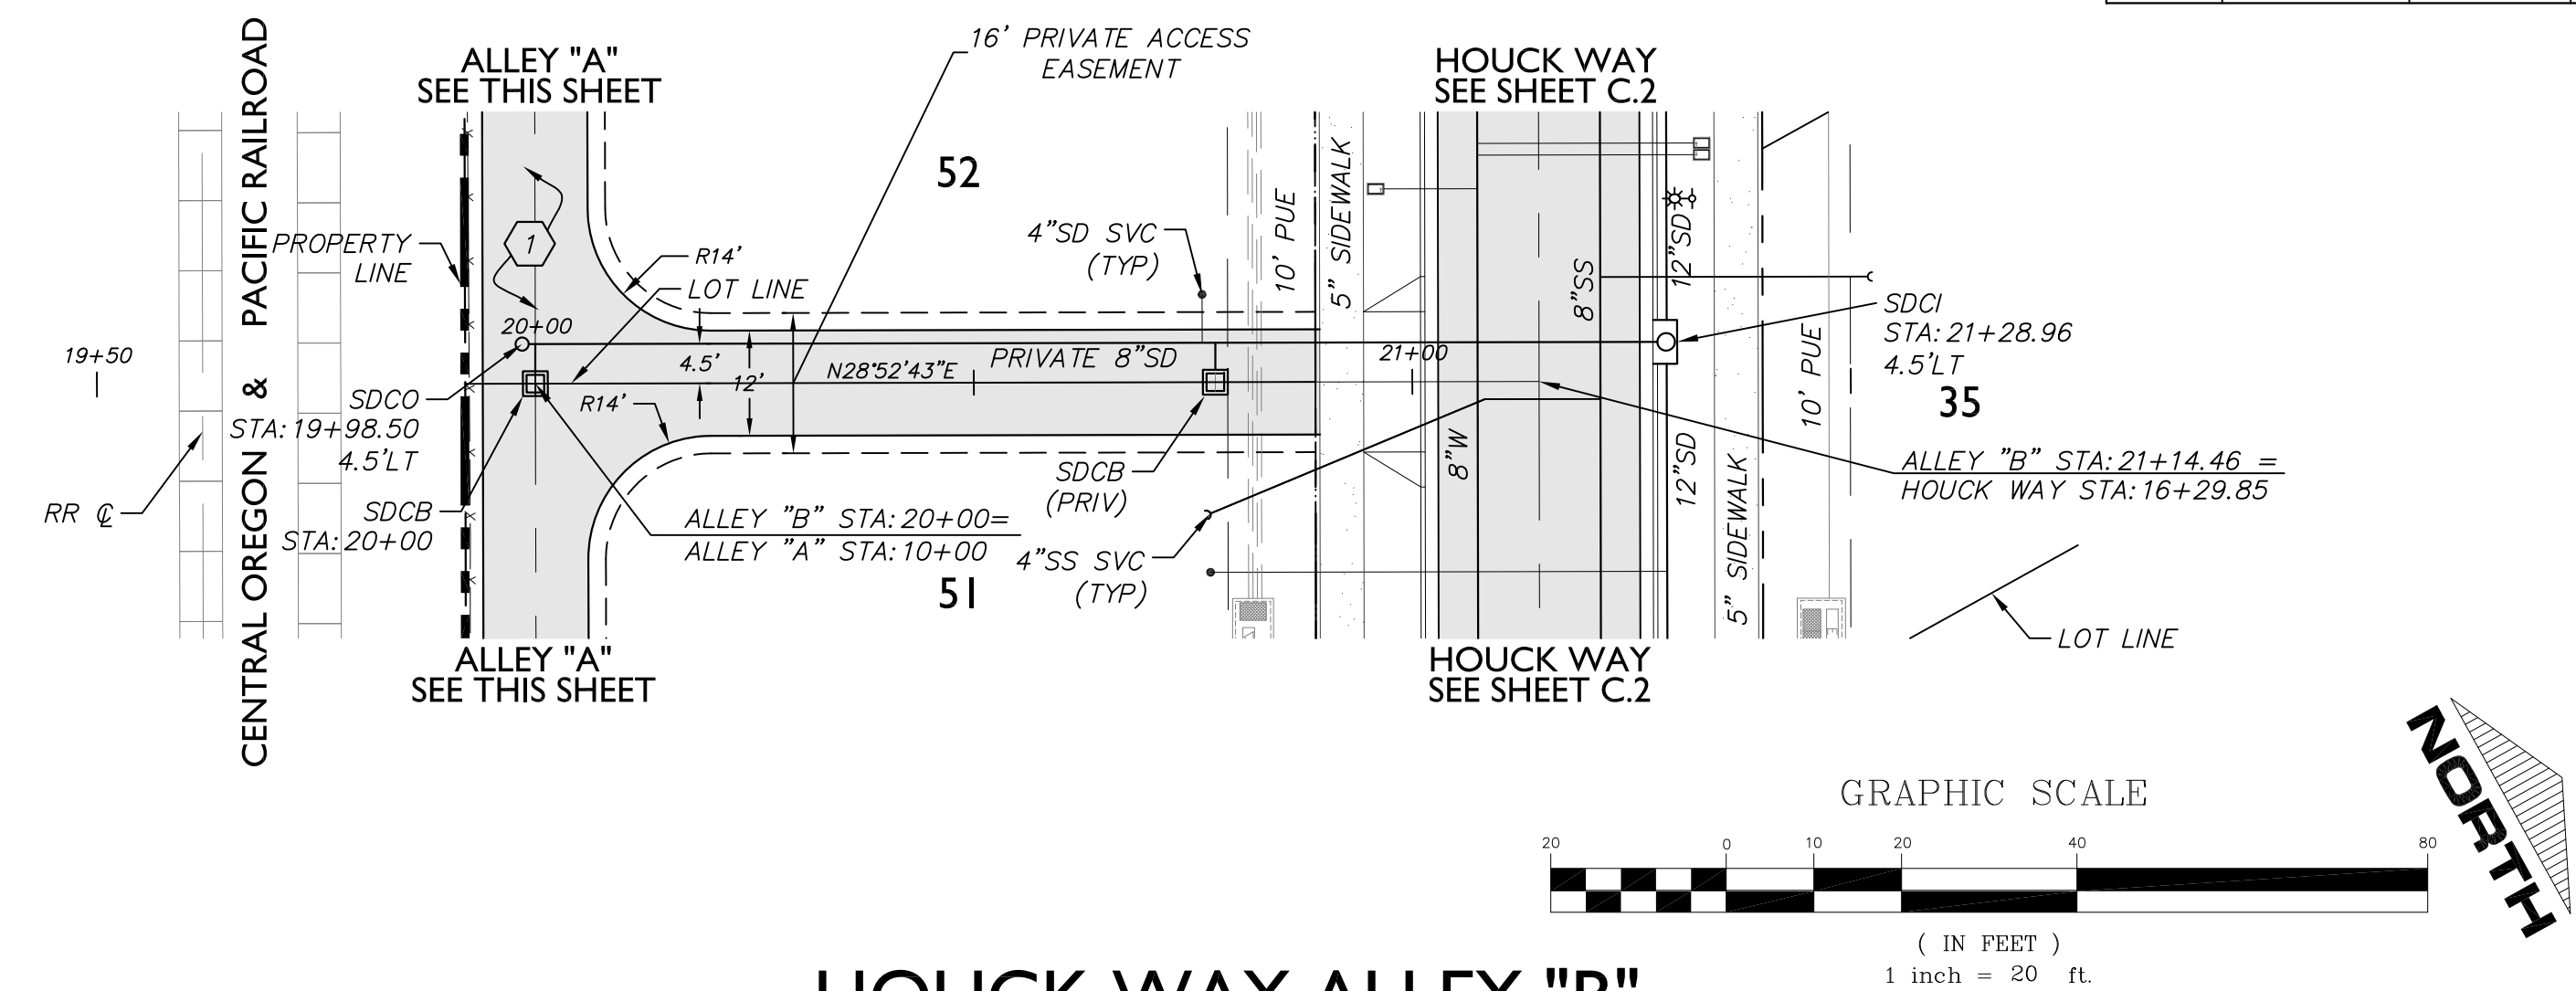 CENTRAL OREGON & PACIFIC RAILROAD
ALLEY "A"
SEE THIS SHEET
16' PRIVATE ACCESS
EASEMENT
HOUCK WAY
SEE SHEET C.2
52
PROPERTY
LINE
1
R14'
LOT LINE
4"SD SVC
(TYP)
10' PUE
5" SIDEWALK
8"SS
12"SD
19+50
20+00
4.5'
12'
N28°52'43"E
PRIVATE 8"SD
21+00
SDCI
STA: 21+28.96
4.5'LT
10' PUE
35
SDCO
STA: 19+98.50
4.5'LT
R14'
RR ℄
SDCB
STA: 20+00
ALLEY "B" STA: 20+00=
ALLEY "A" STA: 10+00
51
SDCB
(PRIV)
4"SS SVC
(TYP)
8"W
12"SD
5" SIDEWALK
ALLEY "B" STA: 21+14.46 =
HOUCK WAY STA: 16+29.85
LOT LINE
ALLEY "A"
SEE THIS SHEET
HOUCK WAY
SEE SHEET C.2
NORTH
GRAPHIC SCALE
20 0 10 20 40 80
( IN FEET )
1 inch = 20 ft.
HOUCK WAY ALLEY "B"